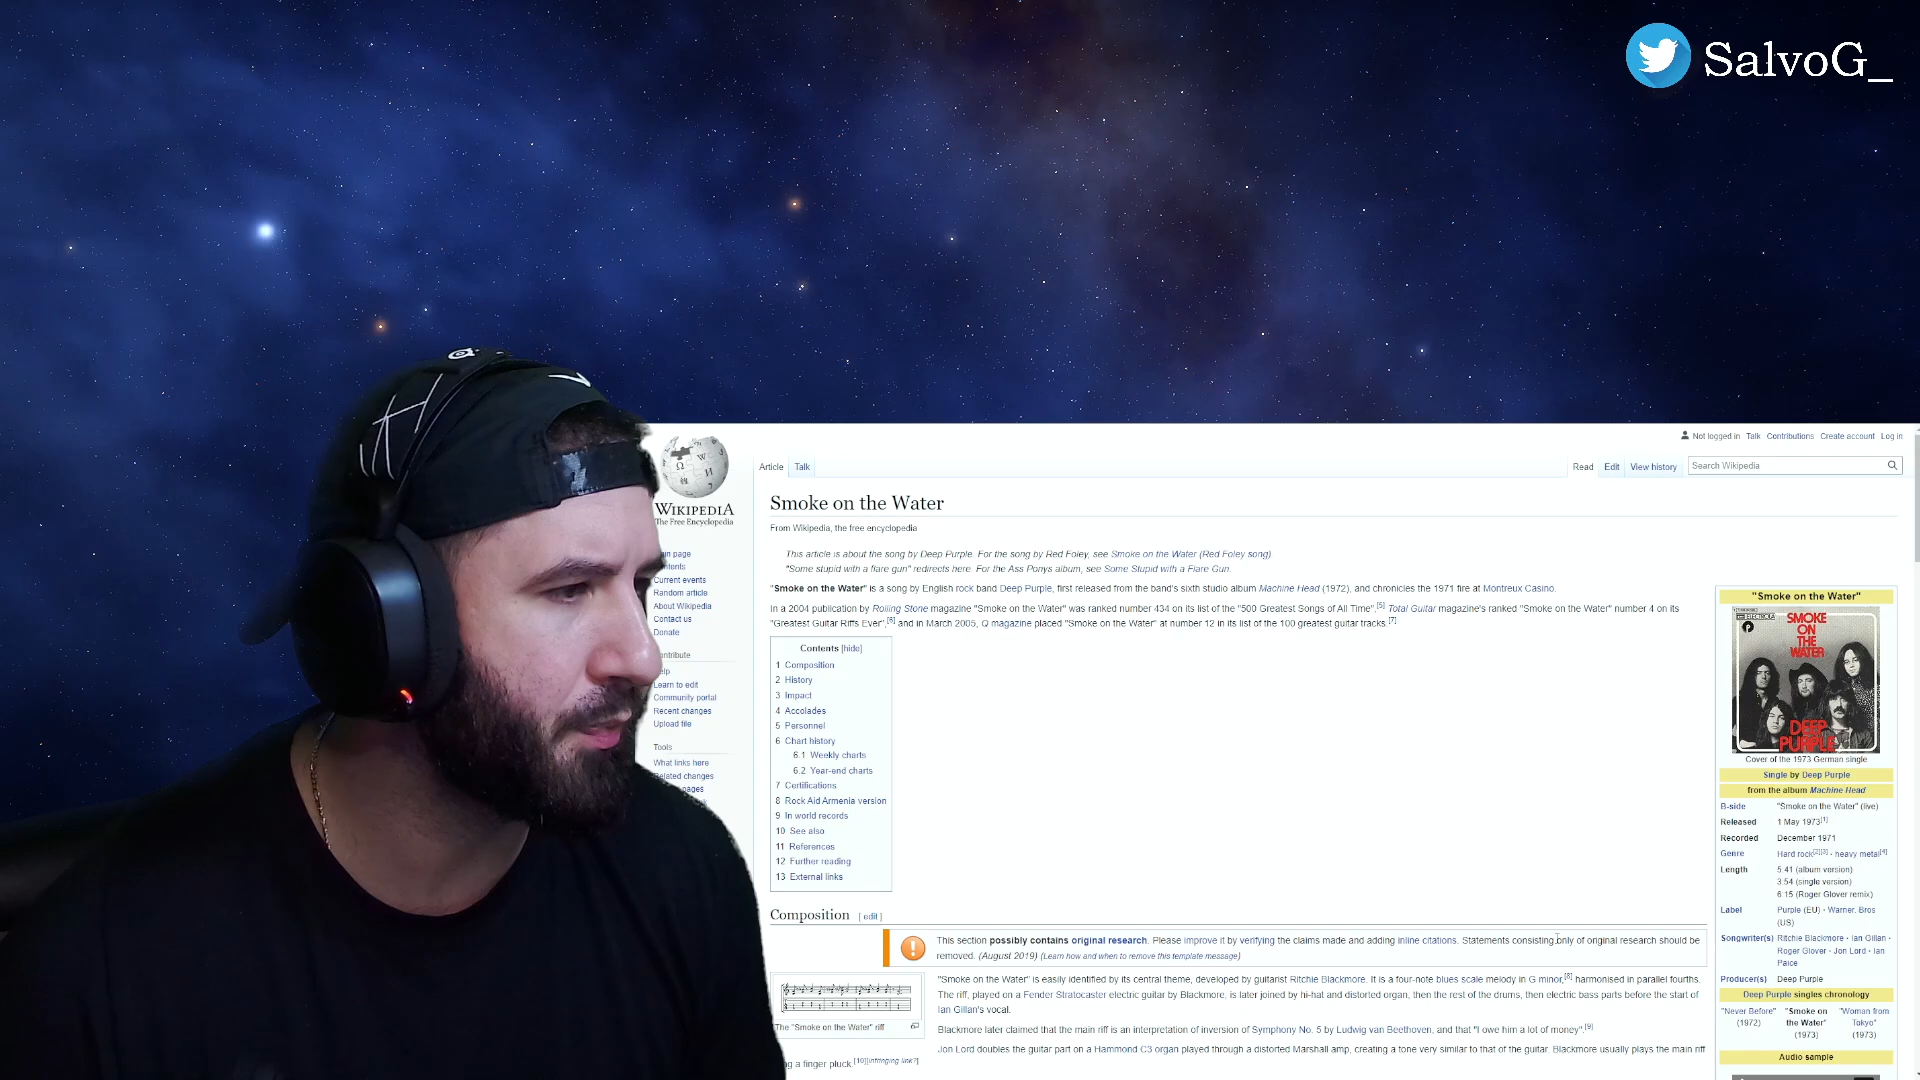 SalvoG_
Not logged in Talk Contributions Create account Log in
Article Talk
Read Edit View history Search Wikipedia
WIKIPEDIA
The Free Encyclopedia
Current events
Random article
About Wikipedia
Contact us
Donate
Learn to edit
Community portal
Recent changes
Upload file
Tools
What links here
Smoke on the Water
From Wikipedia, the free encyclopedia
This article is about the song by Deep Purple. For the song by Red Foley, see Smoke on the Water (Red Foley song)
"Some stupid with a flare gun" redirects here. For the Ass Ponys album, see Some Stupid with a Flare Gun.
"Smoke on the Water" is a song by English rock band Deep Purple, first released from the band's sixth studio album Machine Head (1972), and chronicles the 1971 fire at Montreux Casino.
In a 2004 publication by Rolling Stone magazine "Smoke on the Water" was ranked number 434 on its list of the "500 Greatest Songs of All Time",[5] Total Guitar magazine's ranked "Smoke on the Water" number 4 on its
"Greatest Guitar Riffs Ever",[6] and in March 2005, Q magazine placed "Smoke on the Water" at number 12 in its list of the 100 greatest guitar tracks.[7]
Contents [hide]
1 Composition
2 History
3 Impact
4 Accolades
5 Personnel
6 Chart history
6.1 Weekly charts
6.2 Year-end charts
7 Certifications
8 Rock Aid Armenia version
9 In world records
10 See also
11 References
12 Further reading
13 External links
Composition [ edit ]
This section possibly contains original research. Please improve it by verifying the claims made and adding inline citations. Statements consisting only of original research should be
removed. (August 2019) (Learn how and when to remove this template message)
"Smoke on the Water" is easily identified by its central theme, developed by guitarist Ritchie Blackmore. It is a four-note blues scale melody in G minor,[8] harmonised in parallel fourths.
The riff, played on a Fender Stratocaster electric guitar by Blackmore, is later joined by hi-hat and distorted organ, then the rest of the drums, then electric bass parts before the start of
Ian Gillan's vocal.
The "Smoke on the Water" riff
Blackmore later claimed that the main riff is an interpretation of inversion of Symphony No. 5 by Ludwig van Beethoven, and that "I owe him a lot of money".[9]
Jon Lord doubles the guitar part on a Hammond C3 organ played through a distorted Marshall amp, creating a tone very similar to that of the guitar. Blackmore usually plays the main riff
a finger pluck.[10][infringing link?]
"Smoke on the Water"
ELECTROLA
SMOKE
ON
THE
WATER
DEEP
PURPLE
Cover of the 1973 German single
Single by Deep Purple
from the album Machine Head
B-side "Smoke on the Water" (live)
Released 1 May 1973[1]
Recorded December 1971
Genre Hard rock[2][3] · heavy metal[4]
Length 5:41 (album version)
3:54 (single version)
6:15 (Roger Glover remix)
Label Purple (EU) · Warner. Bros
(US)
Songwriter(s) Ritchie Blackmore · Ian Gillan ·
Roger Glover · Jon Lord · Ian
Paice
Producer(s) Deep Purple
Deep Purple singles chronology
"Never Before" "Smoke on "Woman from
(1972) the Water" Tokyo"
(1973) (1973)
Audio sample